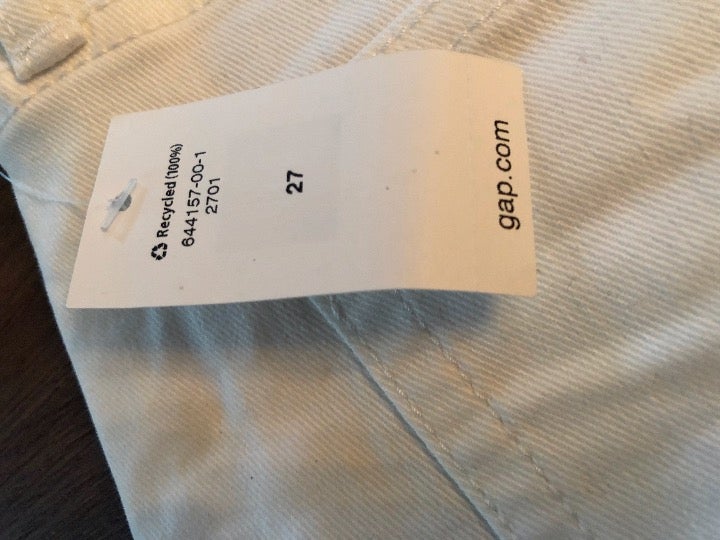 ♻ Recycled (100%)
644157-00-1
2701
27
gap.com